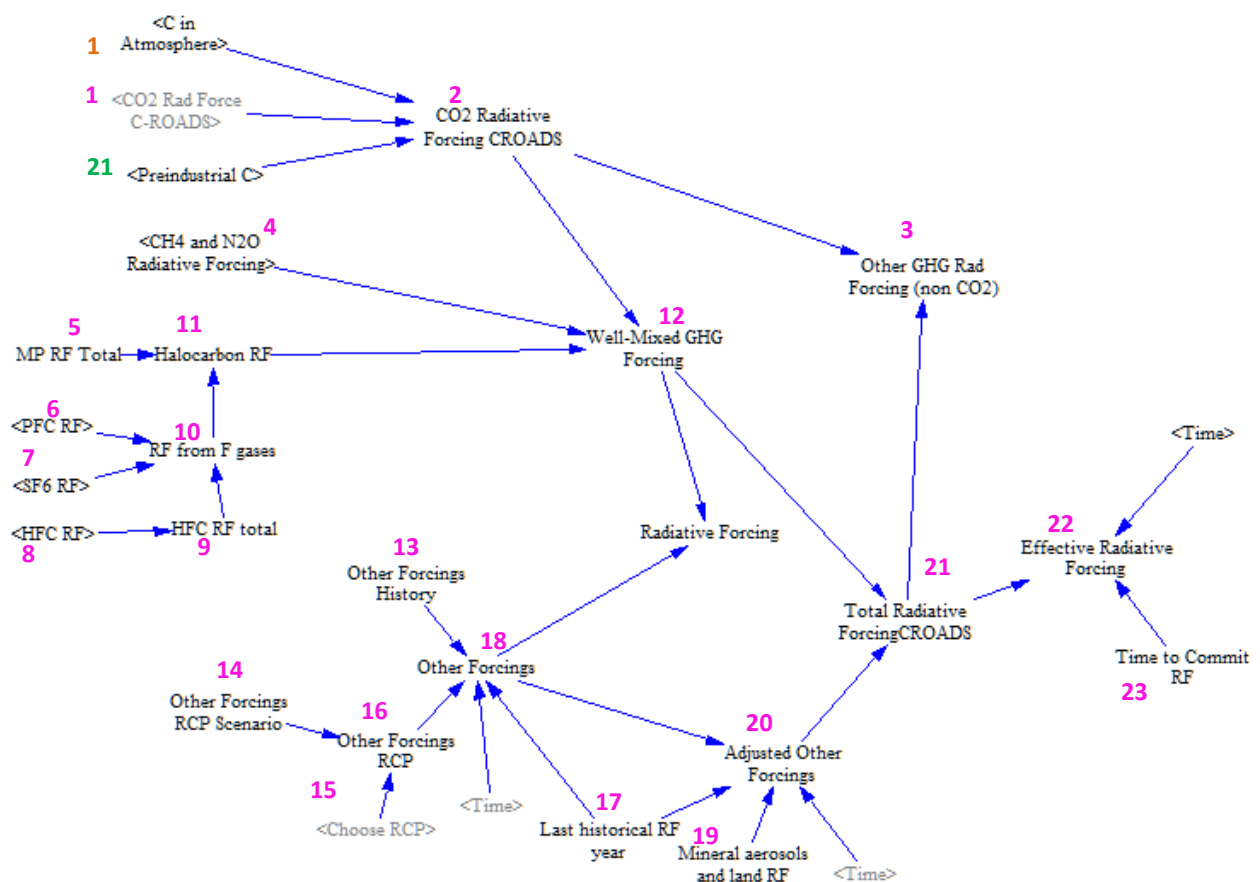 <C in
Atmosphere>
1
1
<CO2 Rad Force
C-ROADS>
2
CO2 Radiative
Forcing CROADS
21
<Preindustrial C>
4
<CH4 and N2O
Radiative Forcing>
3
Other GHG Rad
Forcing (non CO2)
5
MP RF Total
11
Halocarbon RF
12
Well-Mixed GHG
Forcing
6
<PFC RF>
10
RF from F gases
7
<SF6 RF>
<HFC RF>
8
HFC RF total
9
<Time>
Radiative Forcing
22
Effective Radiative
Forcing
13
Other Forcings
History
21
Total Radiative
ForcingCROADS
18
Other Forcings
Time to Commit
RF
23
14
Other Forcings
RCP Scenario
16
Other Forcings
RCP
20
Adjusted Other
Forcings
15
<Choose RCP>
<Time>
17
Last historical RF
year
19
Mineral aerosols
and land RF
<Time>